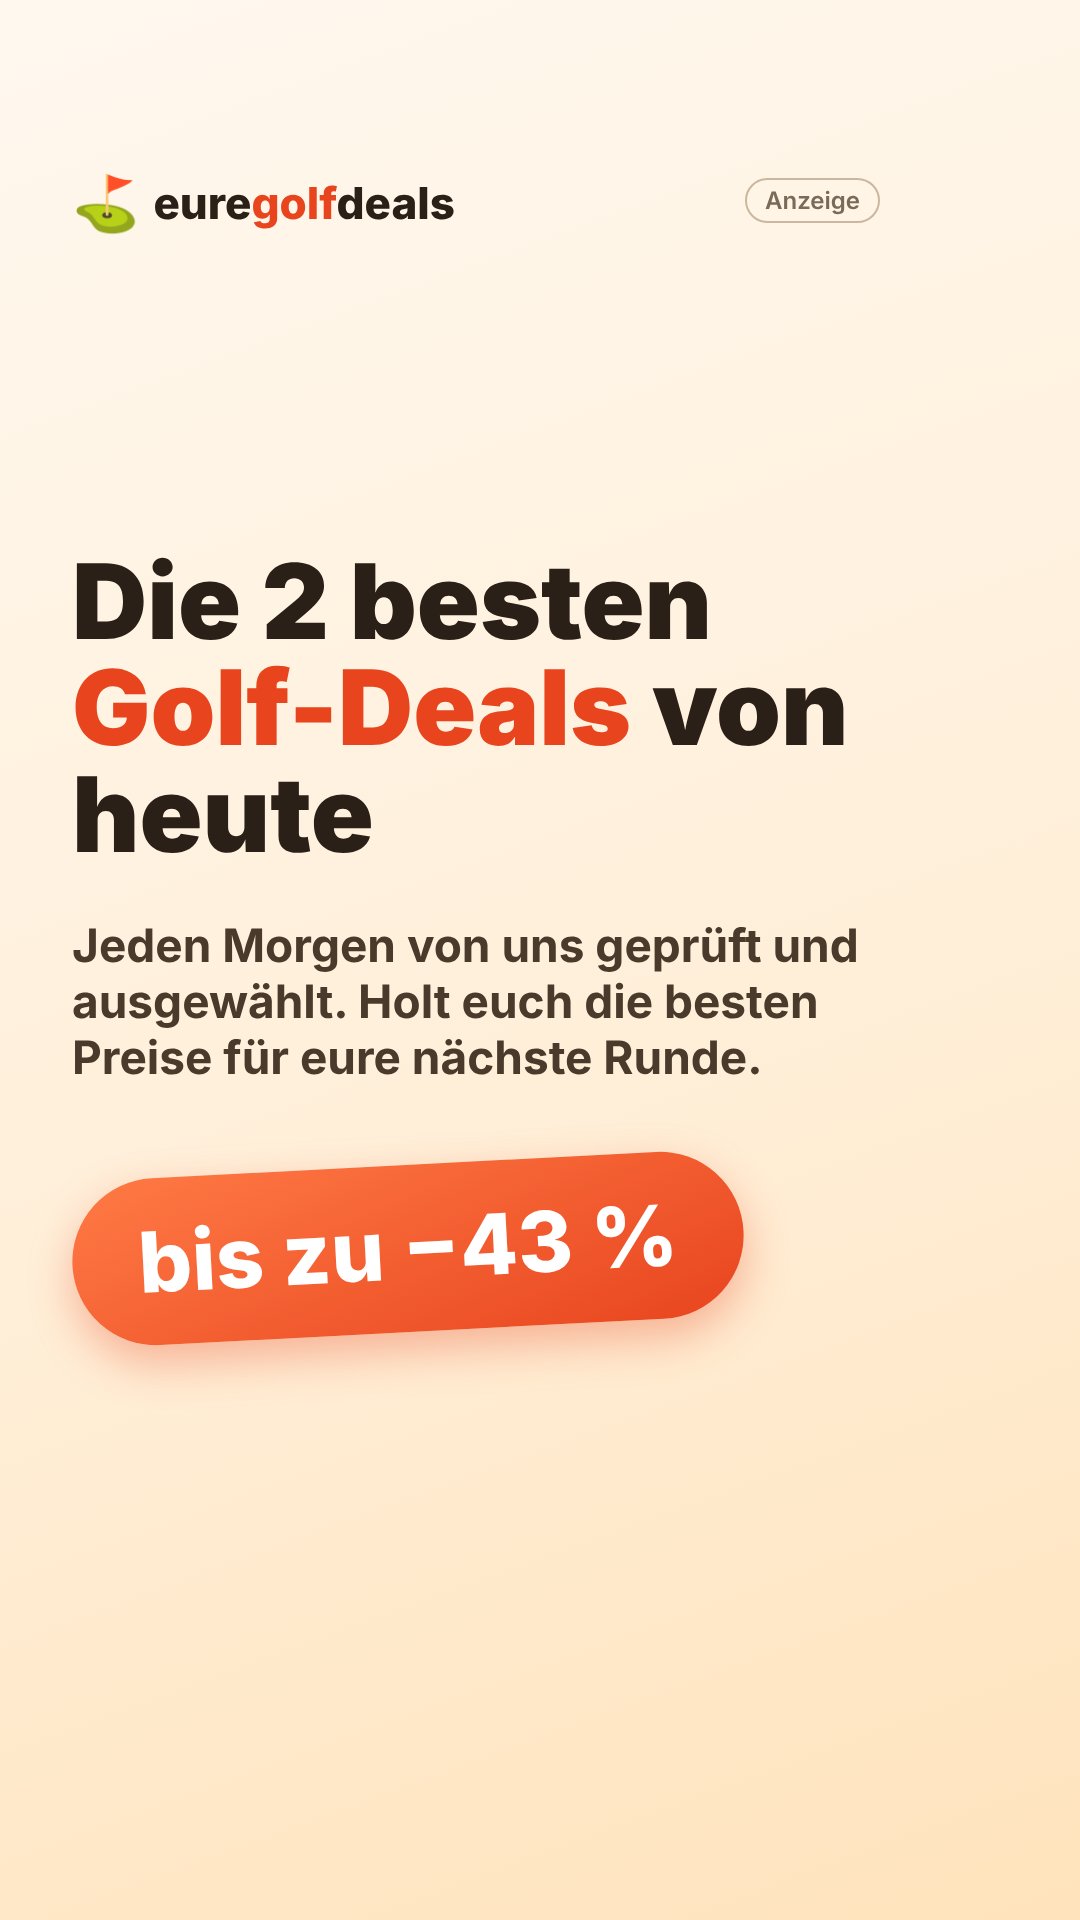 euregolfdeals
Anzeige
Die 2 besten
Golf-Deals von
heute
Jeden Morgen von uns geprüft und
ausgewählt. Holt euch die besten
Preise für eure nächste Runde.
bis zu −43 %